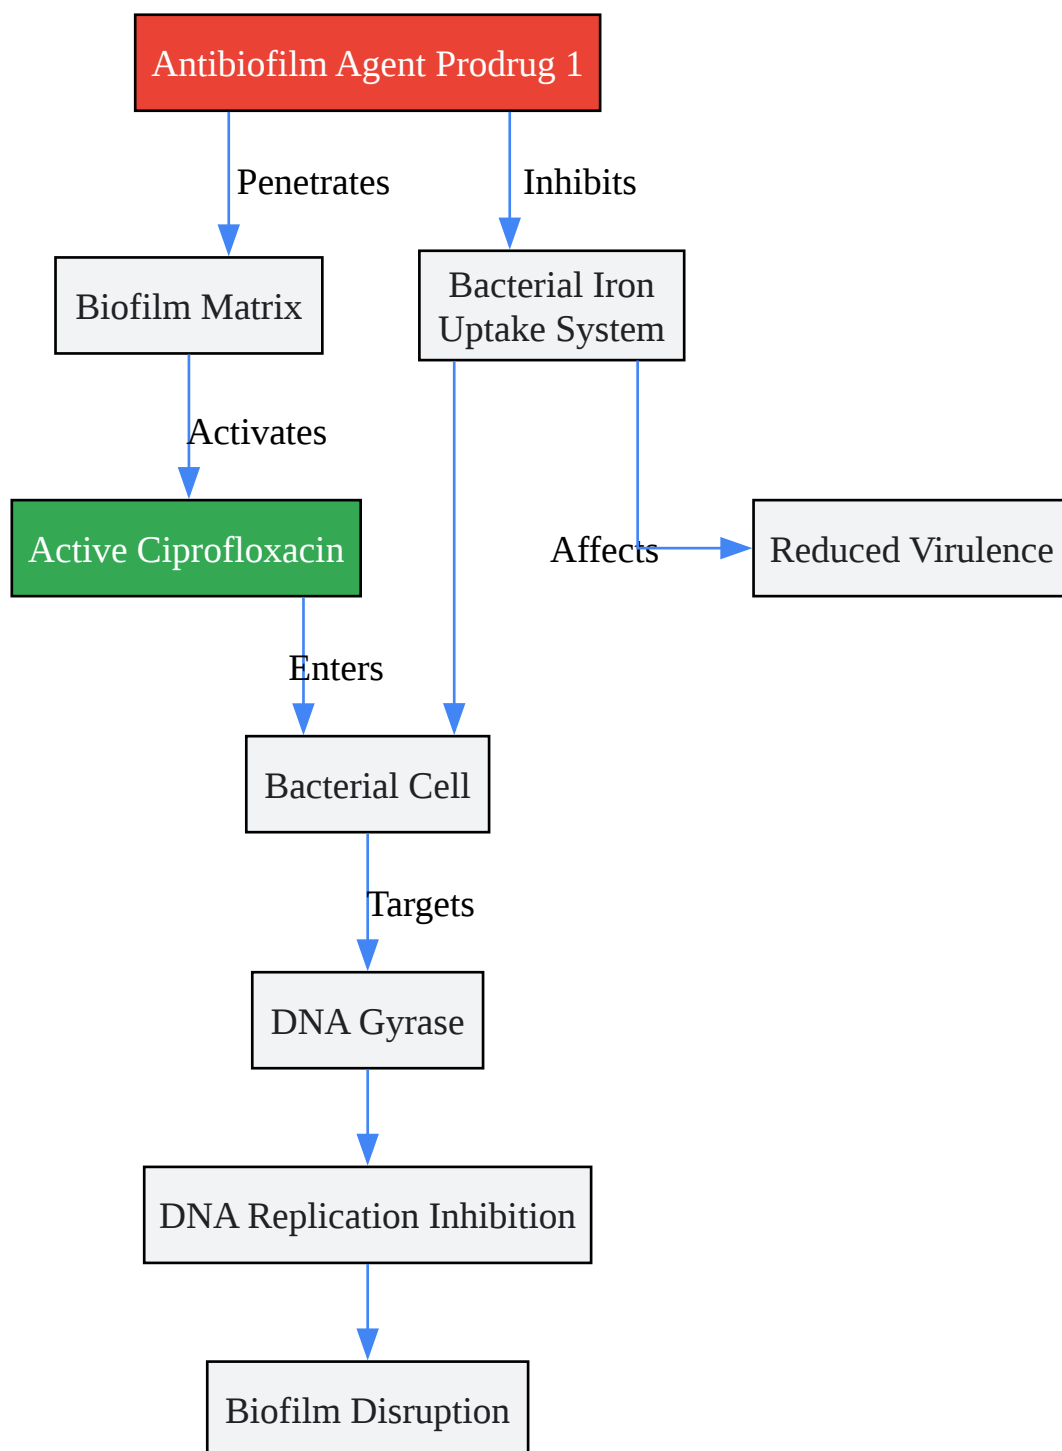 Antibiofilm Agent Prodrug 1
Penetrates
Inhibits
Biofilm Matrix
Bacterial Iron
Uptake System
Activates
Active Ciprofloxacin
Affects
Reduced Virulence
Enters
Bacterial Cell
Targets
DNA Gyrase
DNA Replication Inhibition
Biofilm Disruption